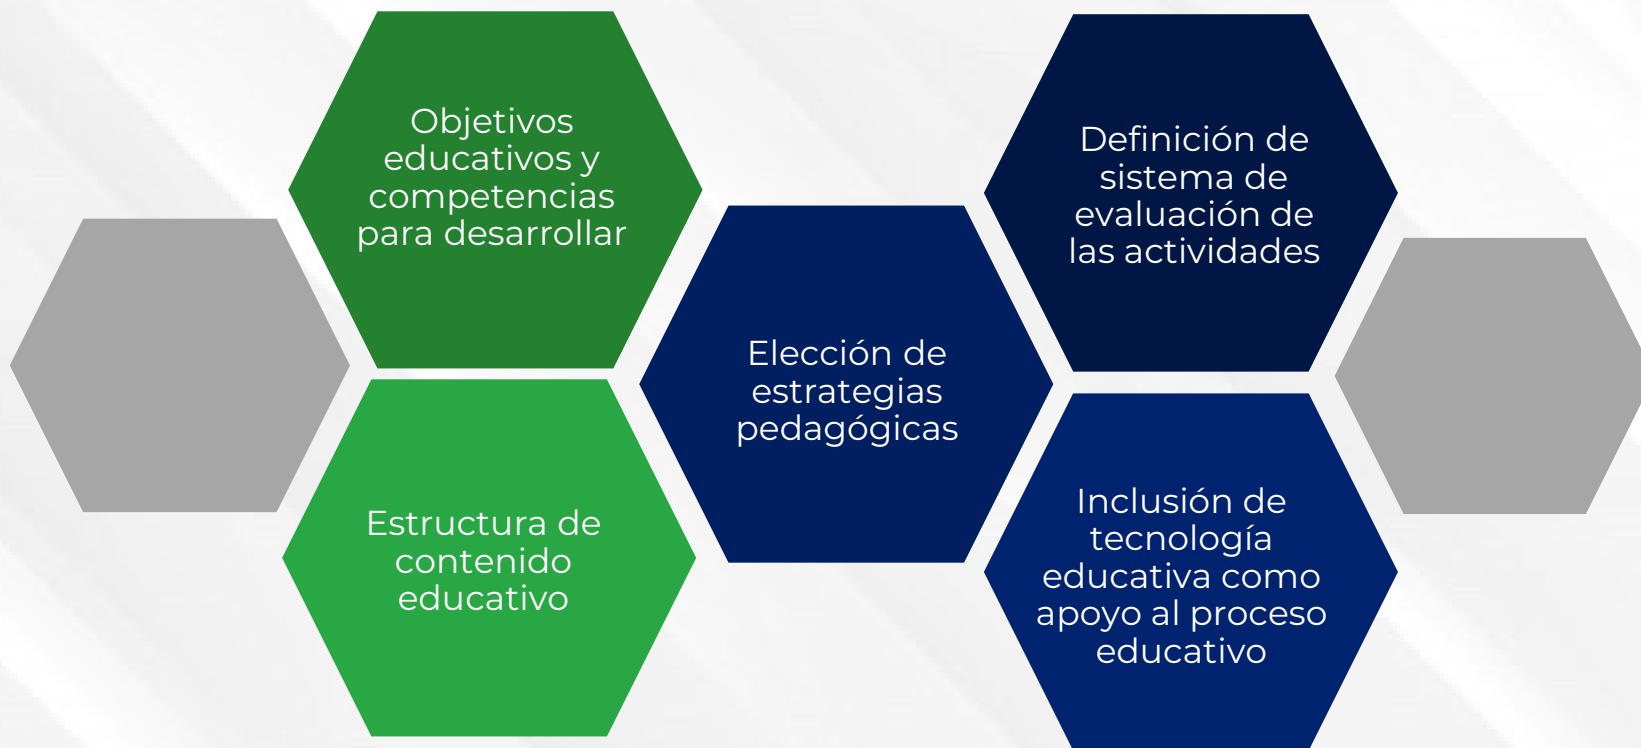 Objetivos
educativos y
competencias
para desarrollar
Estructura de
contenido
educativo
Elección de
estrategias
pedagógicas
Definición de
sistema de
evaluación de
las actividades
Inclusión de
tecnología
educativa como
apoyo al proceso
educativo